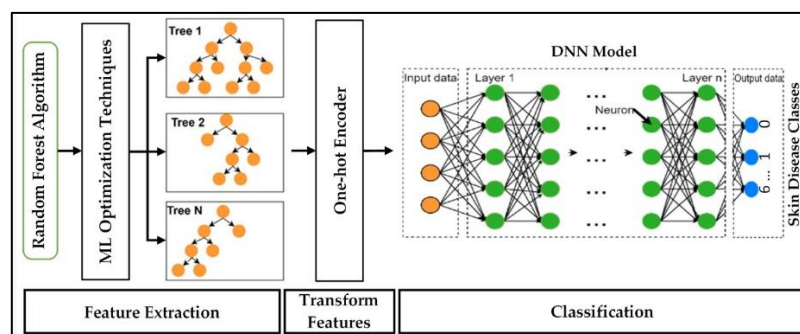 Random Forest Algorithm
ML Optimization Techniques
Tree 1
Tree 2
Tree N
One-hot Encoder
DNN Model
Input data
Layer 1
...
Layer n
Output data
Neuron
...
...
...
...
0
1
6 ...
Skin Disease Classes
Feature Extraction
Transform
Features
Classification